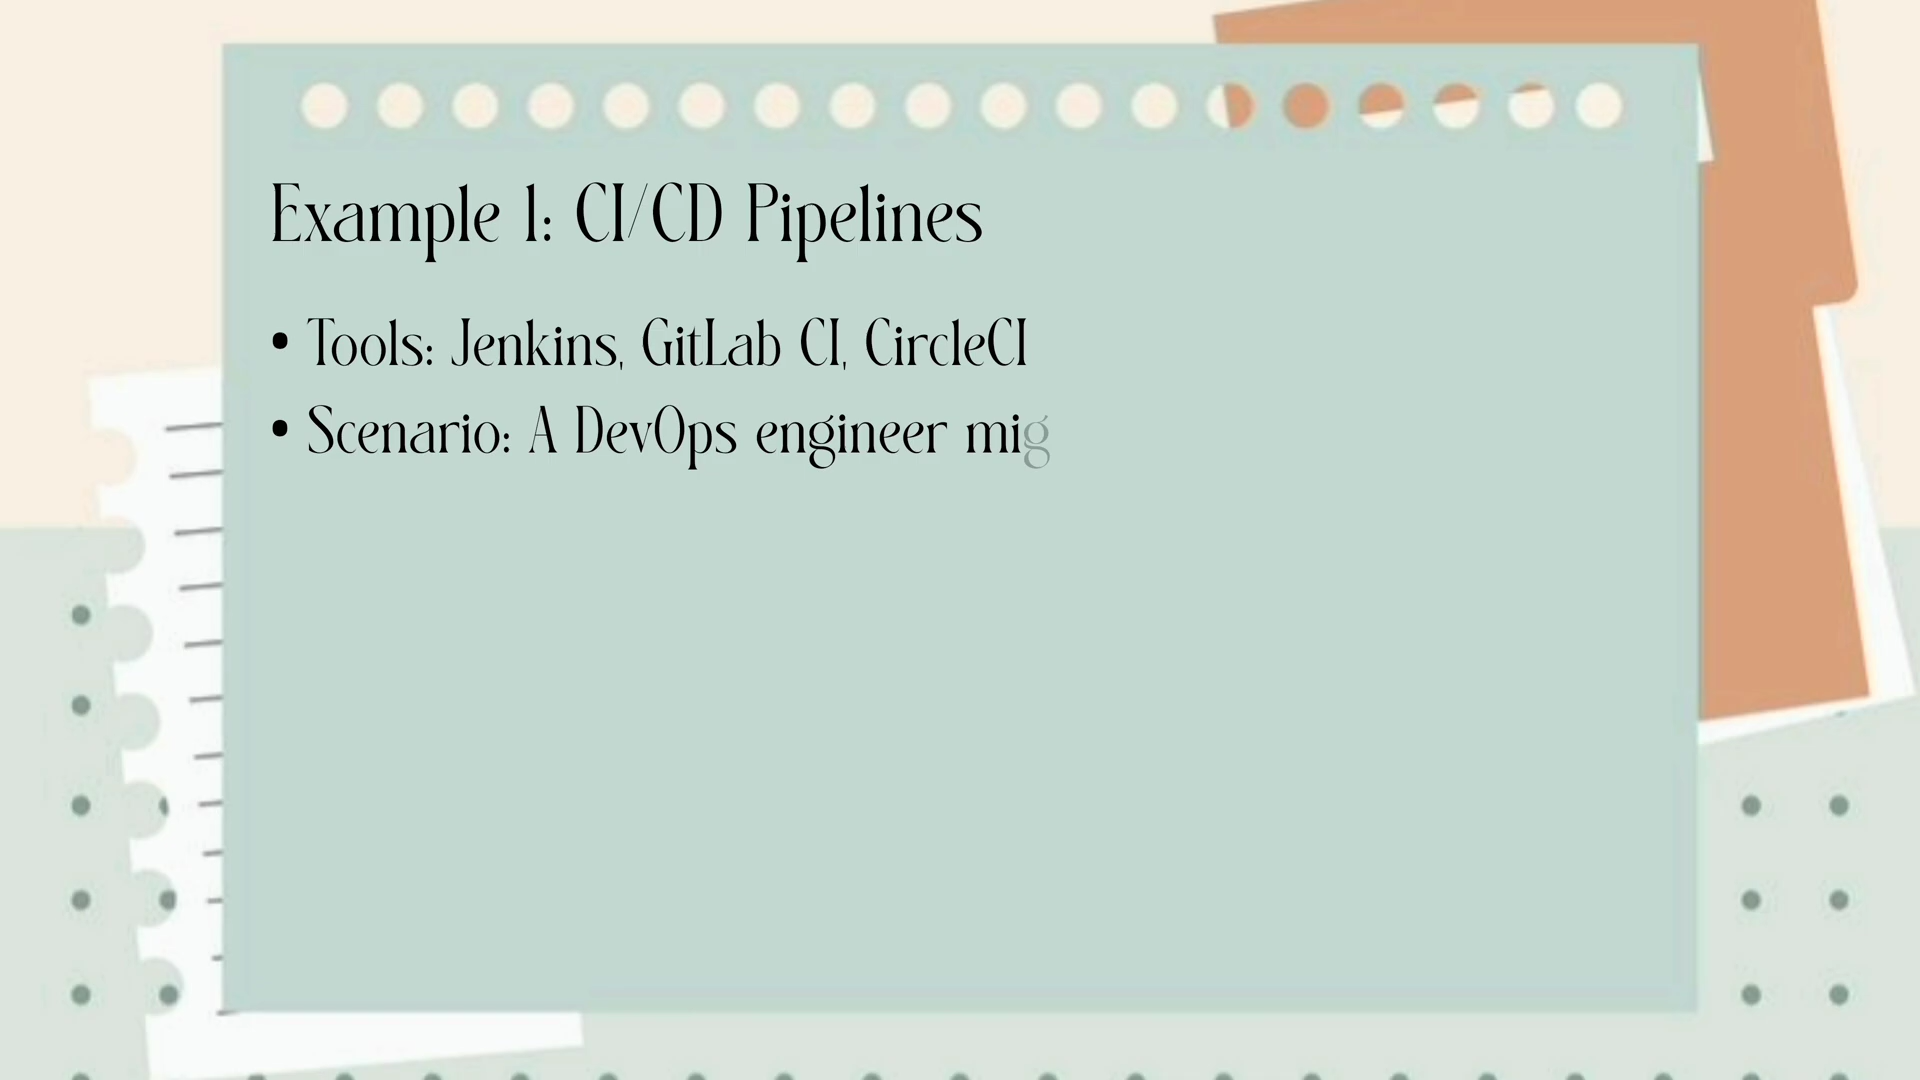 Example 1: CI/CD Pipelines
• Tools: Jenkins, GitLab CI, CircleCI
• Scenario: A DevOps engineer mig